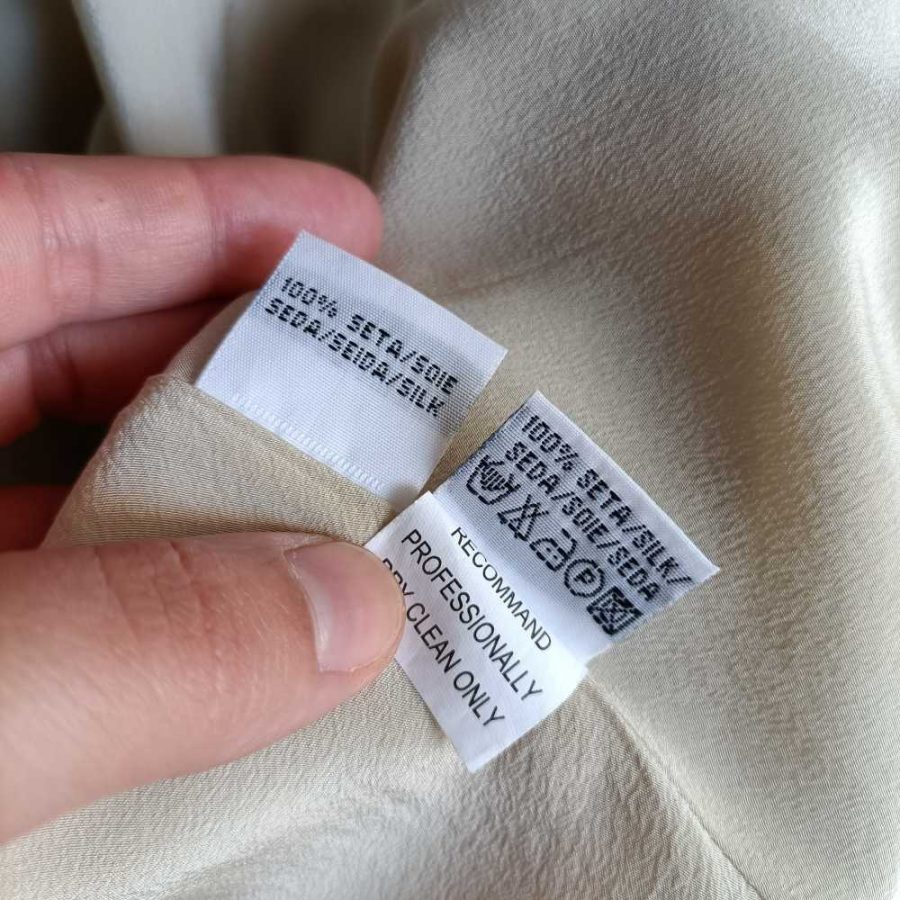 100% SETA/SOIE
SEDA/SEIDA/SILK
100% SETA/SILK/
SEDA/SOIE/SEDA
RECOMMAND
PROFESSIONALLY
DRY CLEAN ONLY